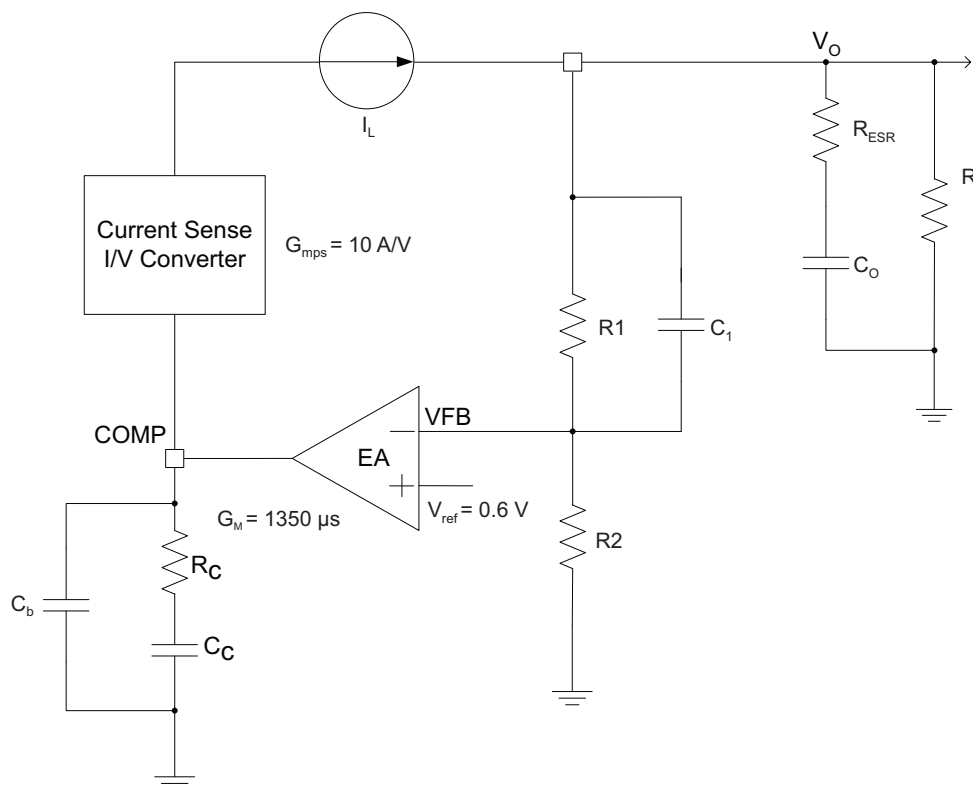 V_O
I_L
R_ESR
R
Current Sense
I/V Converter
G_mps = 10 A/V
C_O
R1
C_1
COMP
VFB
EA
G_M = 1350 µs
V_ref = 0.6 V
R2
R_C
C_b
C_C